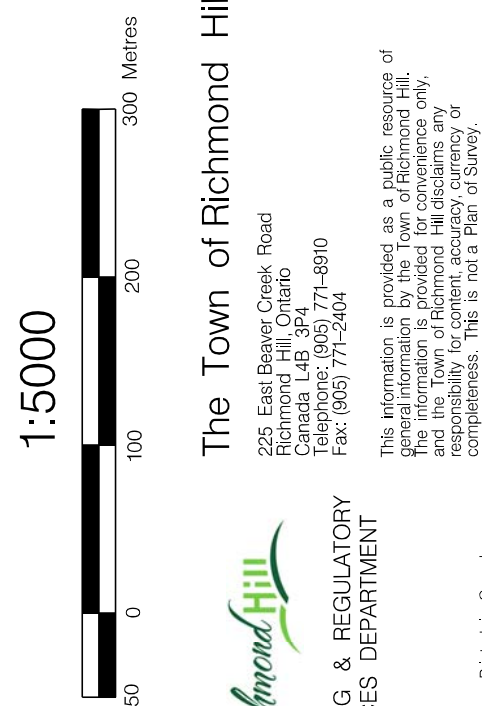 1:5000
50 0 100 200 300 Metres
The Town of Richmond Hil
225 East Beaver Creek Road
Richmond Hill, Ontario
Canada L4B 3P4
Telephone: (905) 771-8910
Fax: (905) 771-2404
This information is provided as a public resource of
general information by the Town of Richmond Hill.
The information is provided for convenience only,
and the Town of Richmond Hill disclaims any
responsibility for content, accuracy, currency or
completeness. This is not a Plan of Survey.
hmond Hill
G & REGULATORY
ES DEPARTMENT